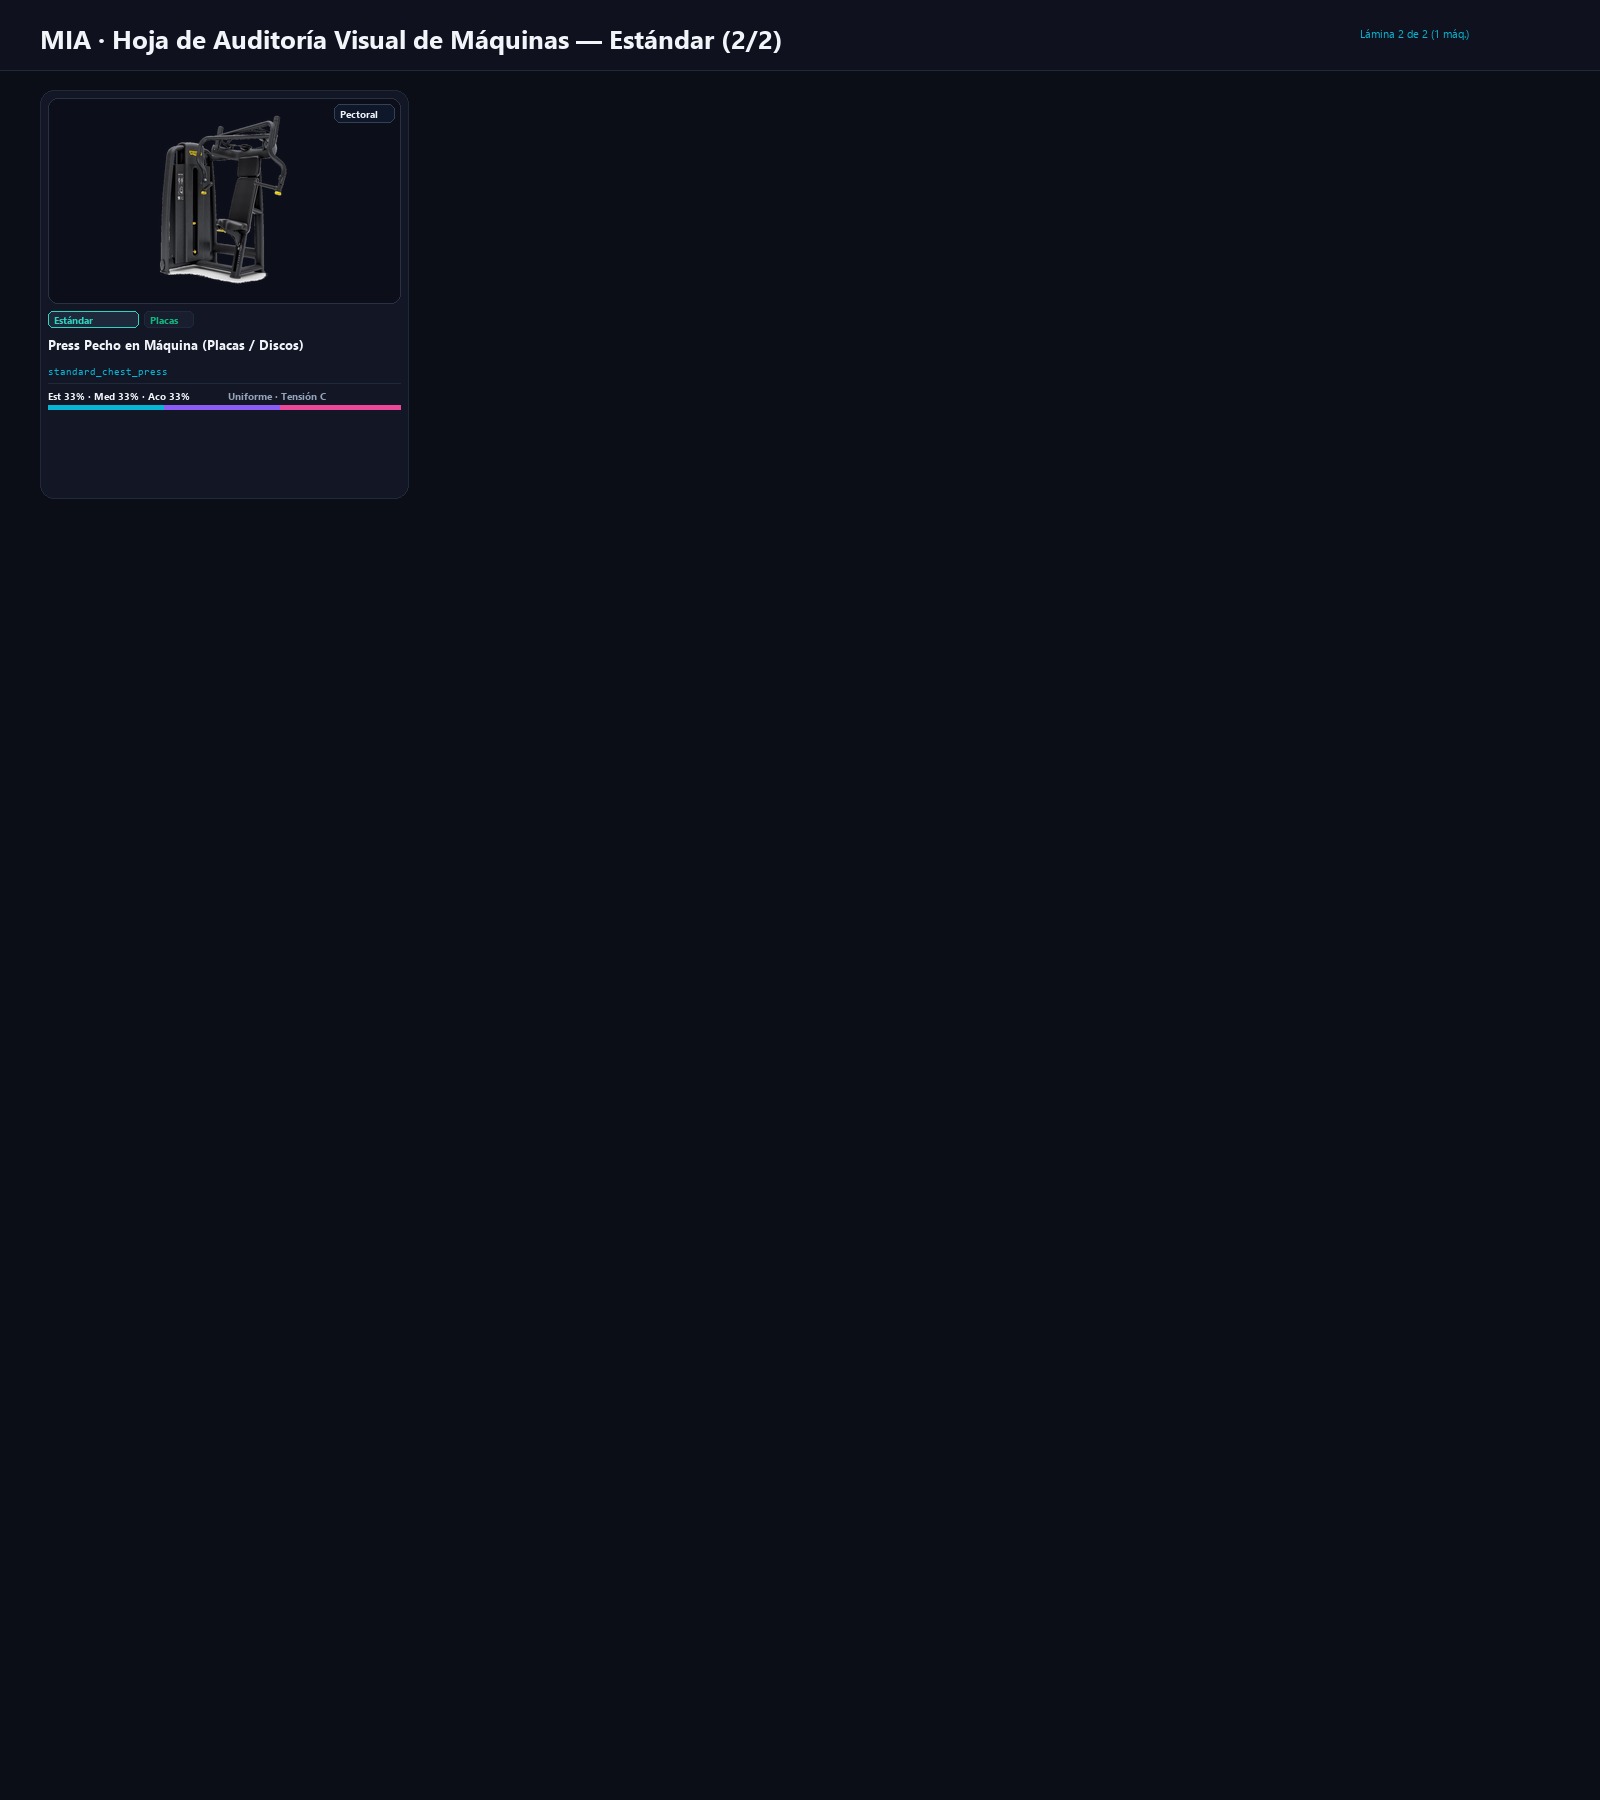 MIA · Hoja de Auditoría Visual de Máquinas — Estándar (2/2)
Lámina 2 de 2 (1 máq.)
Pectoral
Estándar
Placas
Press Pecho en Máquina (Placas / Discos)
standard_chest_press
Est 33% · Med 33% · Aco 33%
Uniforme · Tensión C